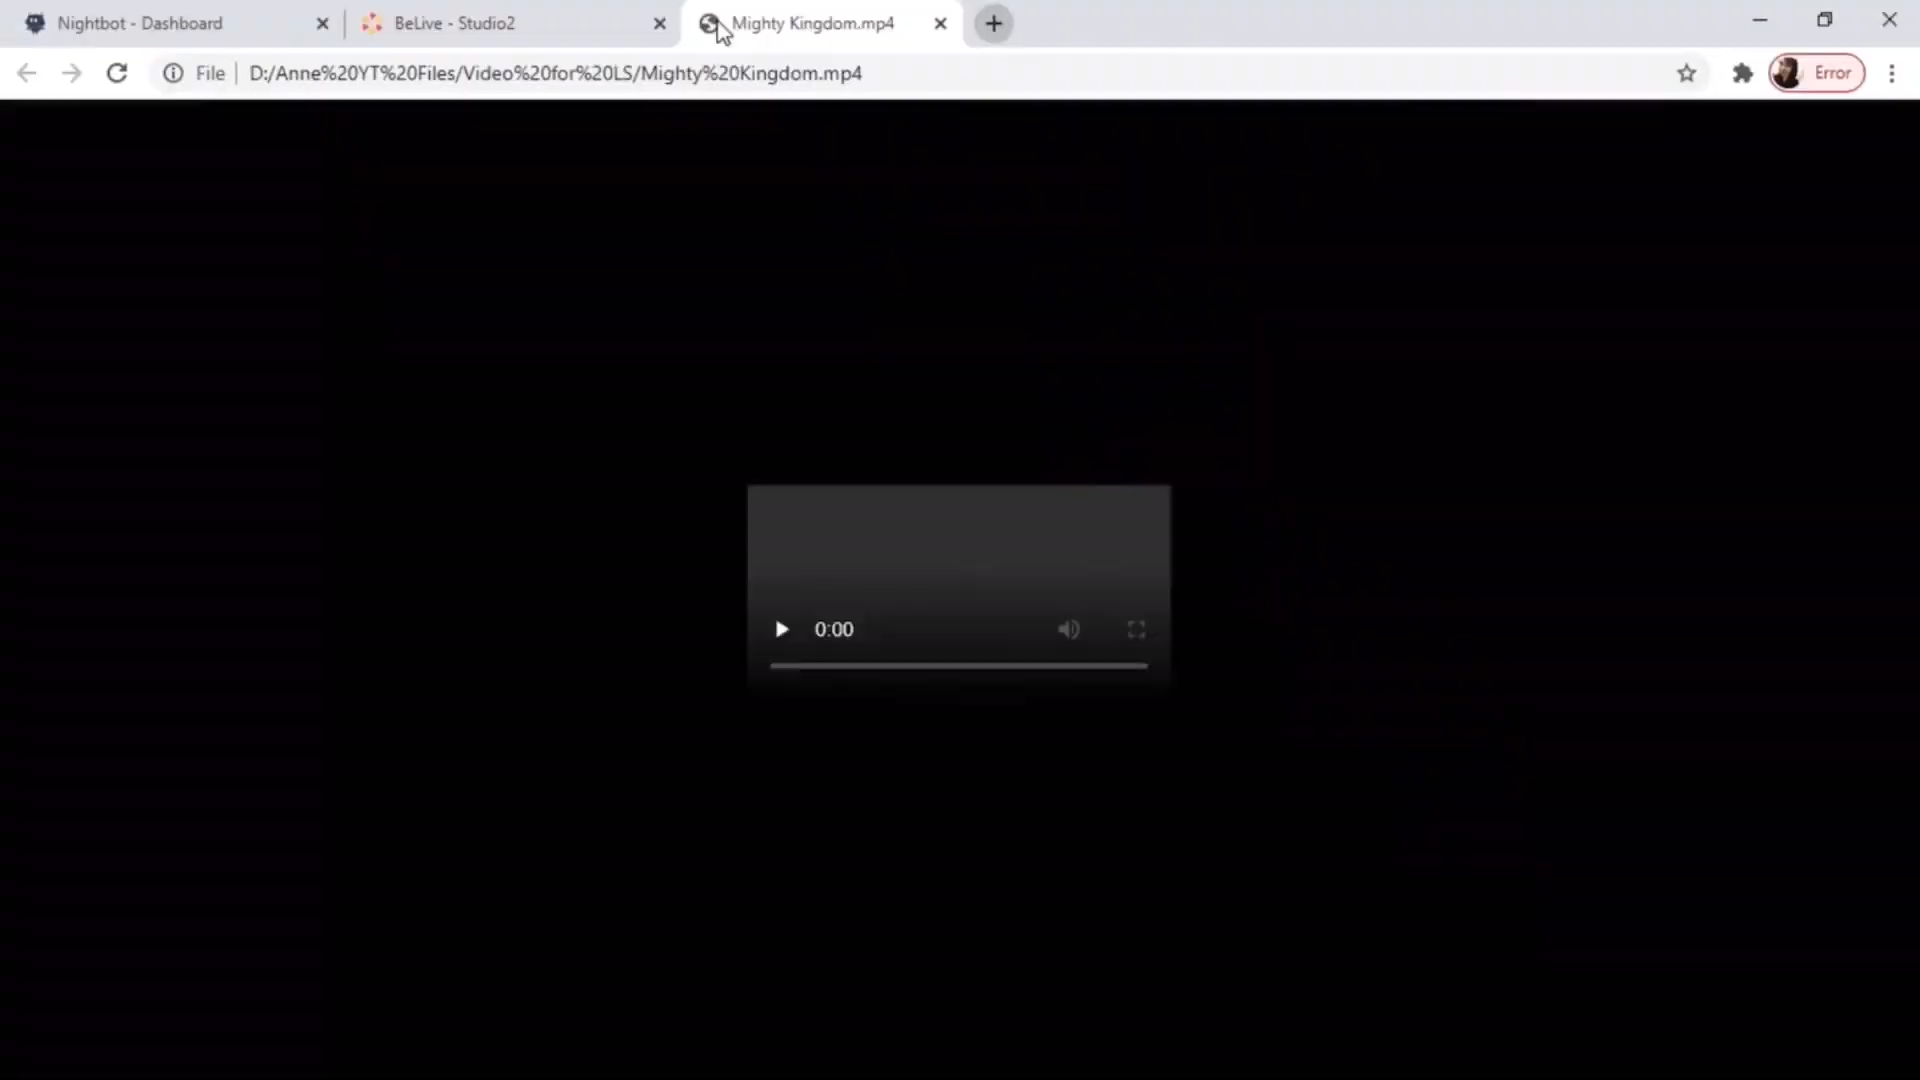 Nightbot - Dashboard
BeLive - Studio2
Mighty Kingdom.mp4
File
D:/Anne%20YT%20Files/Video%20for%20LS/Mighty%20Kingdom.mp4
Error
0:00